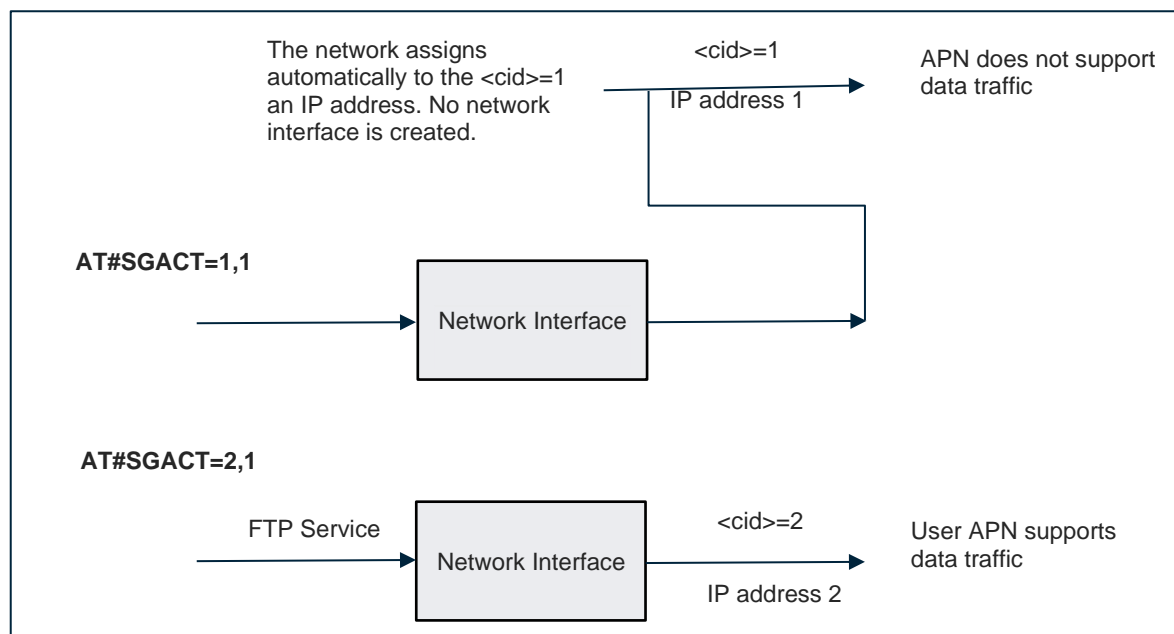 The network assigns
automatically to the <cid>=1
an IP address. No network
interface is created.
<cid>=1
IP address 1
APN does not support
data traffic
AT#SGACT=1,1
Network Interface
AT#SGACT=2,1
FTP Service
Network Interface
<cid>=2
IP address 2
User APN supports
data traffic